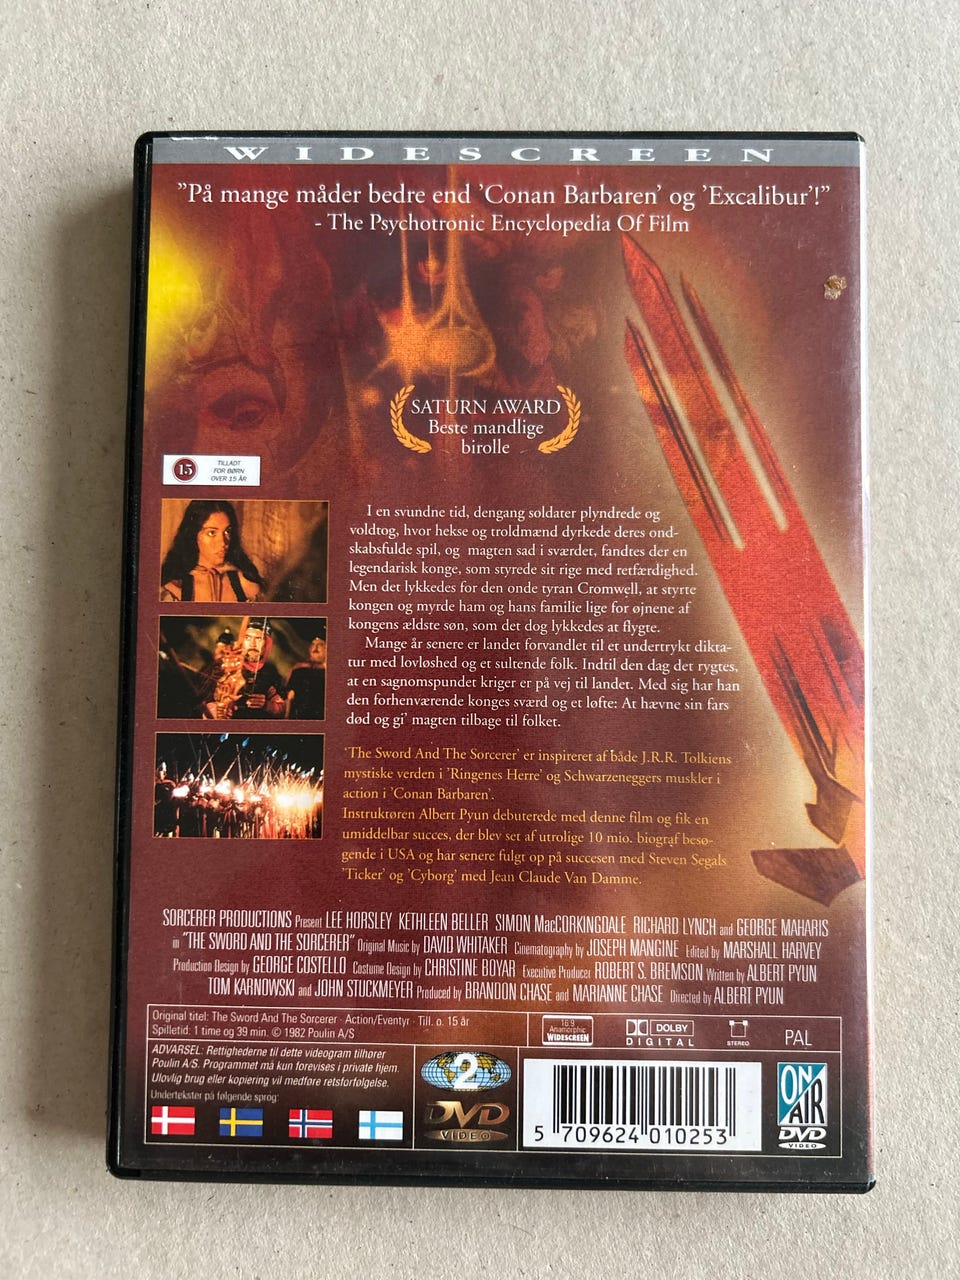 WIDESCREEN
”På mange måder bedre end ’Conan Barbaren’ og ’Excalibur’!”
- The Psychotronic Encyclopedia Of Film
SATURN AWARD
Beste mandlige
birolle
15
TILLADT
FOR BØRN
OVER 15 ÅR
I en svundne tid, dengang soldater plyndrede og
voldtog, hvor hekse og troldmænd dyrkede deres ond-
skabsfulde spil, og magten sad i sværdet, fandtes der en
legendarisk konge, som styrede sit rige med retfærdighed.
Men det lykkedes for den onde tyran Cromwell, at styrte
kongen og myrde ham og hans familie lige for øjnene af
kongens ældste søn, som det dog lykkedes at flygte.
Mange år senere er landet forvandlet til et undertrykt dikta-
tur med lovløshed og et sultende folk. Indtil den dag det rygtes,
at en sagnomspundet kriger er på vej til landet. Med sig har han
den forhenværende konges sværd og et løfte: At hævne sin fars
død og gi’ magten tilbage til folket.
’The Sword And The Sorcerer’ er inspireret af både J.R.R. Tolkiens
mystiske verden i ’Ringenes Herre’ og Schwarzeneggers muskler i
action i ’Conan Barbaren’.
Instruktøren Albert Pyun debuterede med denne film og fik en
umiddelbar succes, der blev set af utrolige 10 mio. biograf besø-
gende i USA og har senere fulgt op på succesen med Steven Segals
’Ticker’ og ’Cyborg’ med Jean Claude Van Damme.
SORCERER PRODUCTIONS Present LEE HORSLEY KETHLEEN BELLER SIMON MacCORKINGDALE RICHARD LYNCH and GEORGE MAHARIS
in "THE SWORD AND THE SORCERER" Original Music by DAVID WHITAKER Cinematography by JOSEPH MANGINE Edited by MARSHALL HARVEY
Production Design by GEORGE COSTELLO Costume Design by CHRISTINE BOYAR Executive Producer ROBERT S. BREMSON Written by ALBERT PYUN
TOM KARNOWSKI and JOHN STUCKMEYER Produced by BRANDON CHASE and MARIANNE CHASE Directed by ALBERT PYUN
Original titel: The Sword And The Sorcerer - Action/Eventyr - Till. o. 15 år
Spilletid: 1 time og 39 min. © 1982 Poulin A/S
16:9
Anamorphic
WIDESCREEN
DOLBY
DIGITAL
STEREO
PAL
ADVARSEL: Rettighederne til dette videogram tilhører
Poulin A/S. Programmet må kun forevises i privat hjem.
Ulovlig brug eller kopiering vil medføre retsforfølgelse.
Undertekster på følgende sprog:
2
DVD
VIDEO
5 709624 010253
ON
AIR
DVD
VIDEO